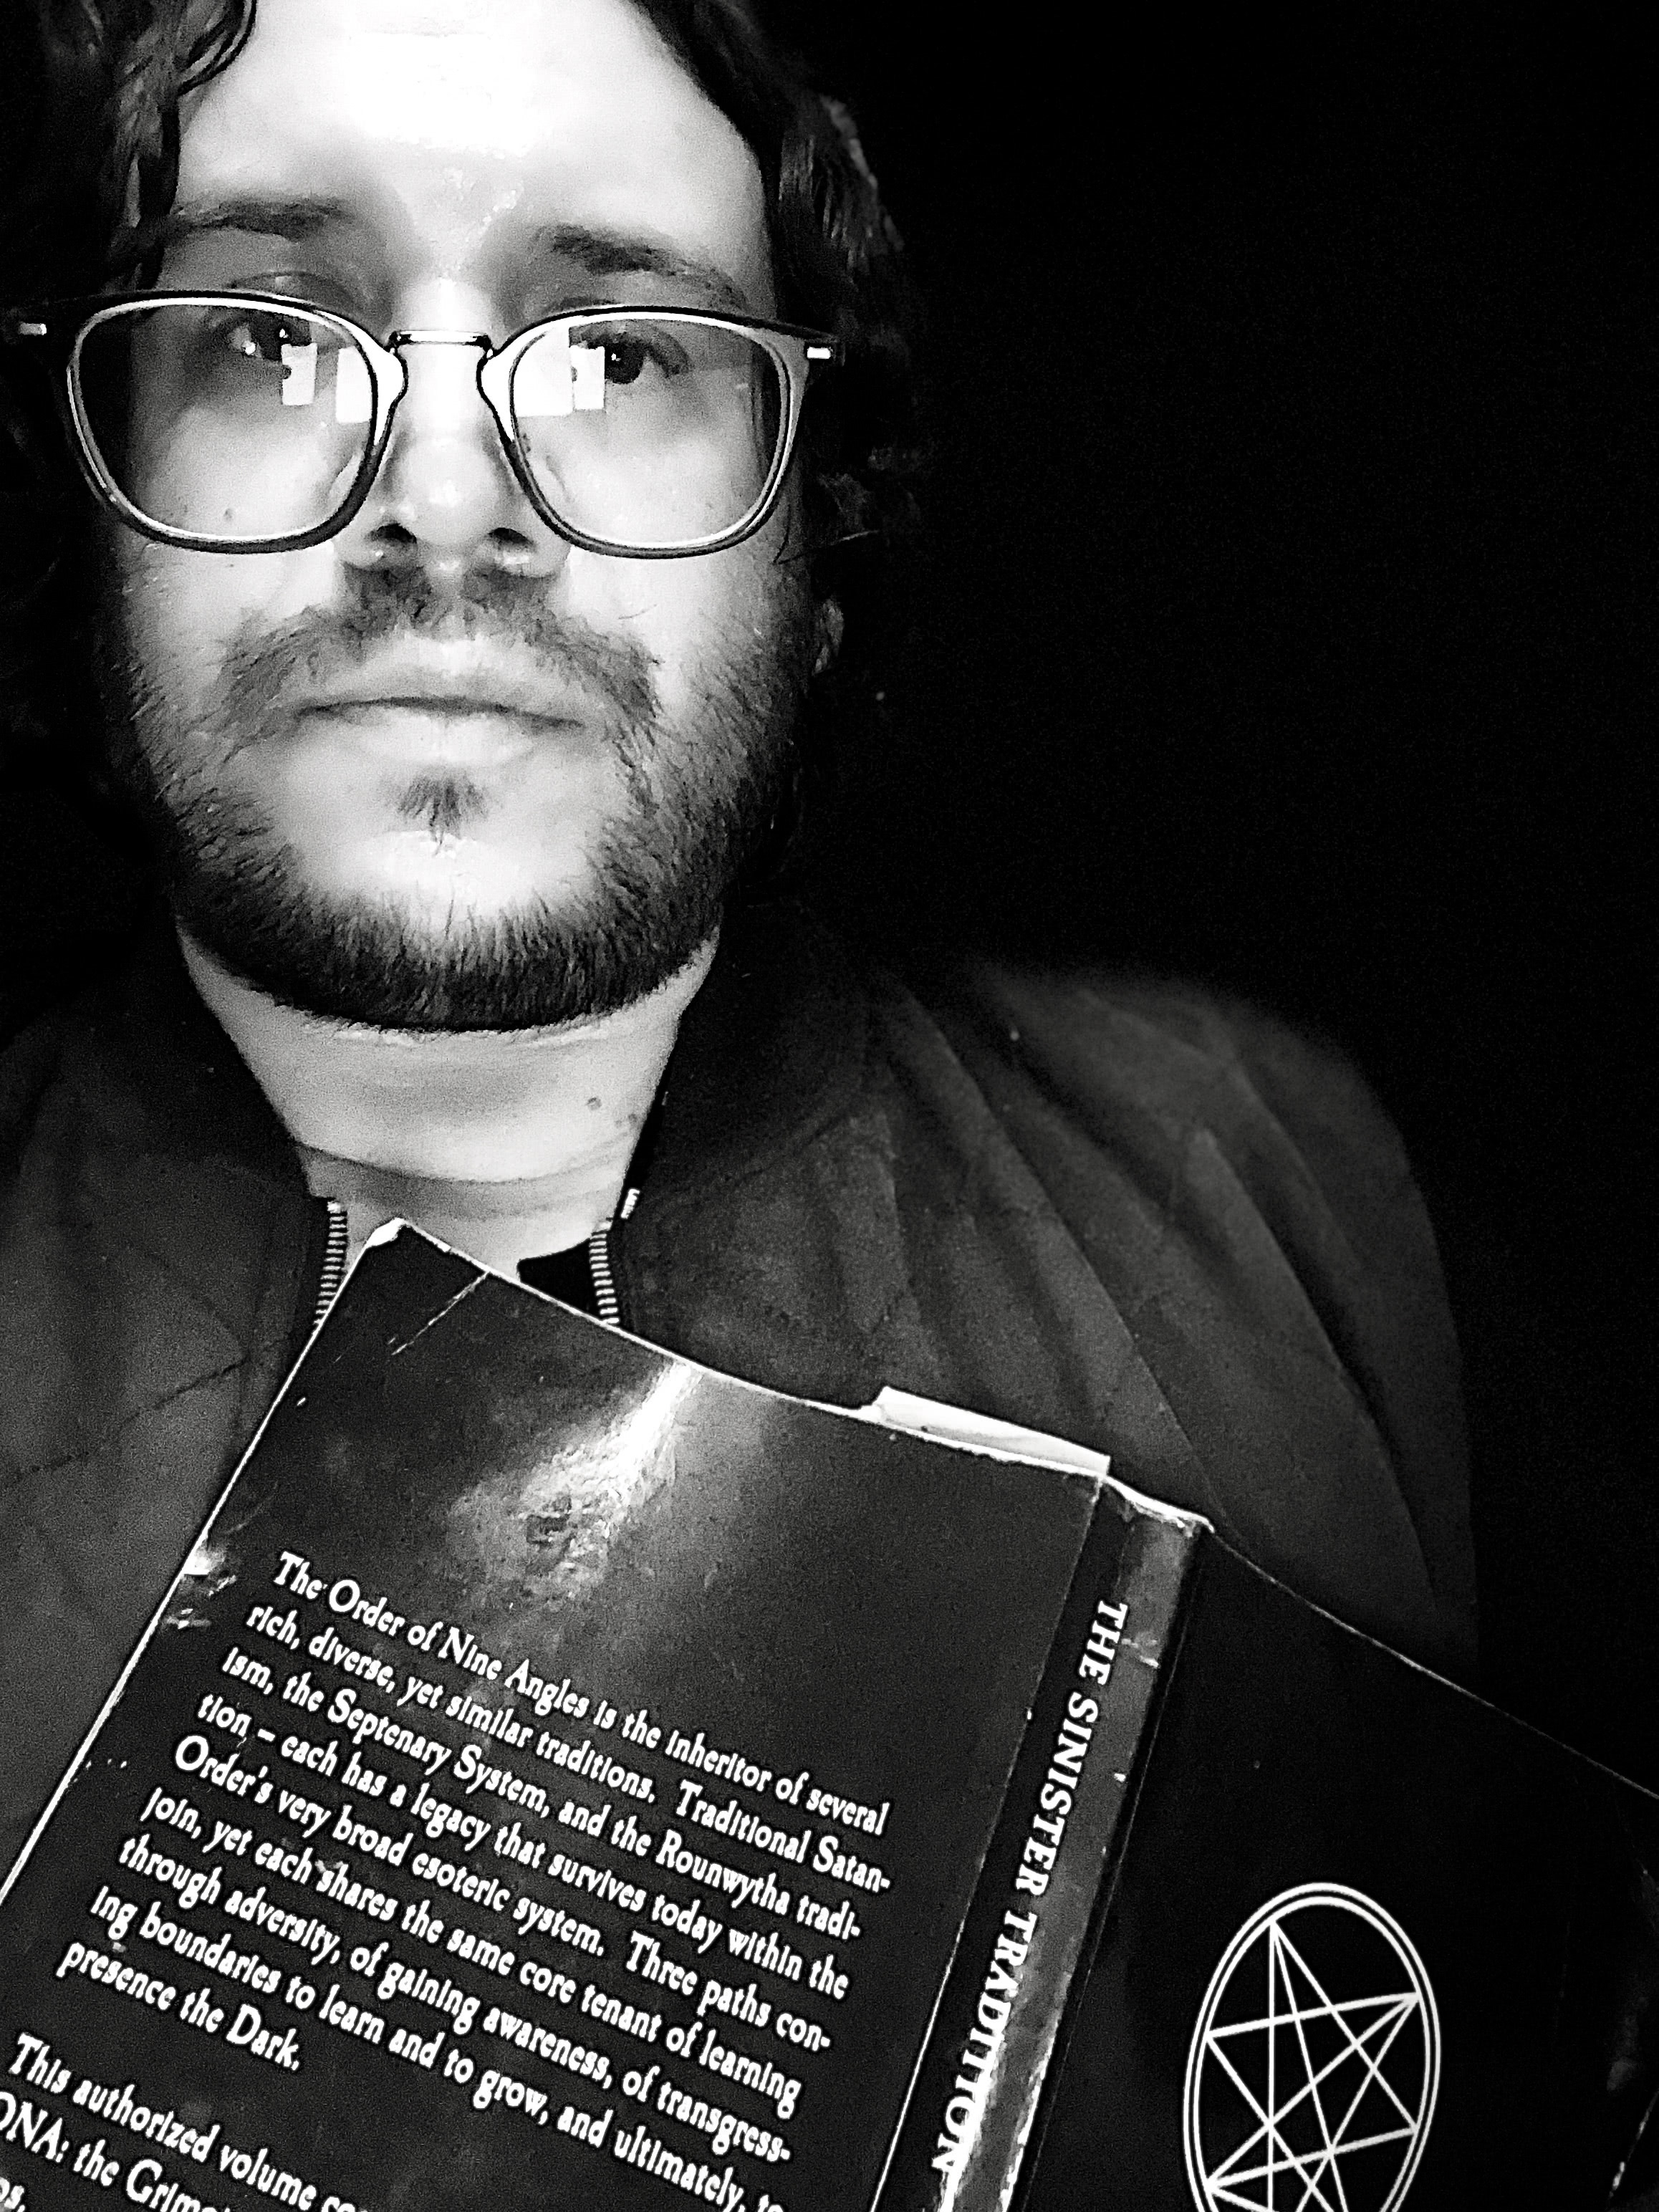 The Order of Nine Angles is the inheritor of several
rich, diverse, yet similar traditions. Traditional Satan-
ism, the Septenary System, and the Rounwytha tradi-
tion – each has a legacy that survives today within the
Order's very broad esoteric system. Three paths con-
join, yet each shares the same core tenant of learning
through adversity, of gaining awareness, of transgress-
ing boundaries to learn and to grow, and ultimately, to
presence the Dark.
This authorized volume
ONA: the
THE SINISTER TRADITION